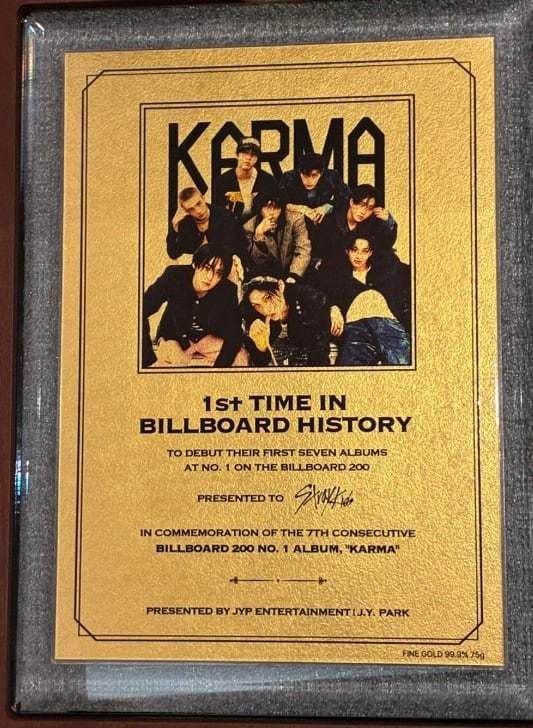 KARMA
1st TIME IN
BILLBOARD HISTORY
TO DEBUT THEIR FIRST SEVEN ALBUMS
AT NO. 1 ON THE BILLBOARD 200
PRESENTED TO Stray Kids
IN COMMEMORATION OF THE 7TH CONSECUTIVE
BILLBOARD 200 NO. 1 ALBUM, "KARMA"
PRESENTED BY JYP ENTERTAINMENT | J.Y. PARK
FINE GOLD 99.9% 75g